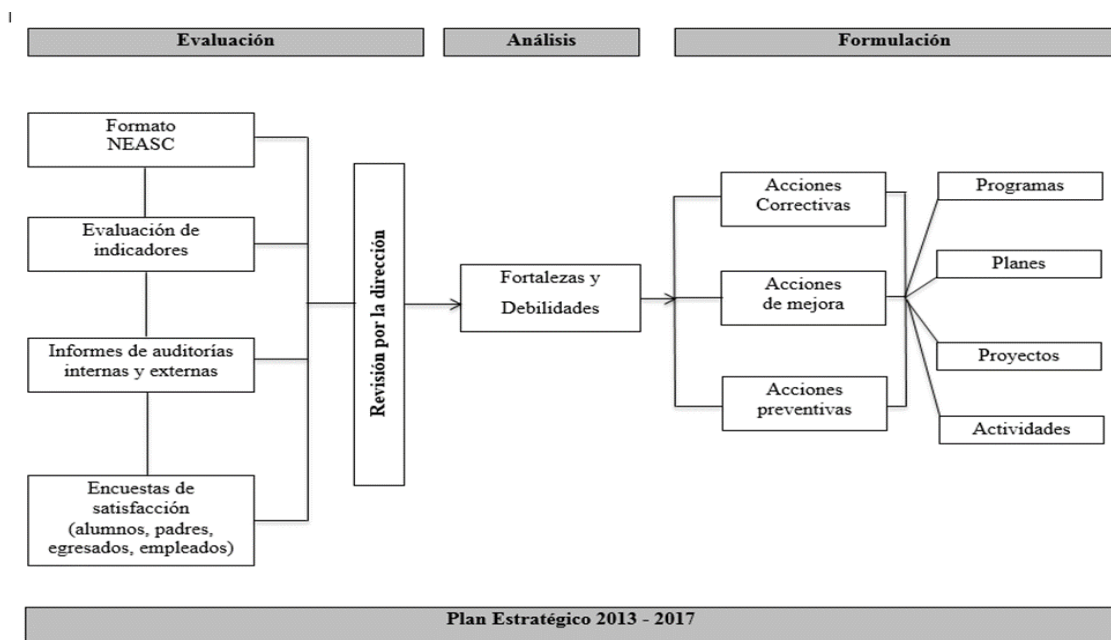 Evaluación
Análisis
Formulación
Formato
NEASC
Evaluación de
indicadores
Informes de auditorías
internas y externas
Encuestas de
satisfacción
(alumnos, padres,
egresados, empleados)
Revisión por la dirección
Fortalezas y
Debilidades
Acciones
Correctivas
Acciones
de mejora
Acciones
preventivas
Programas
Planes
Proyectos
Actividades
Plan Estratégico 2013 - 2017